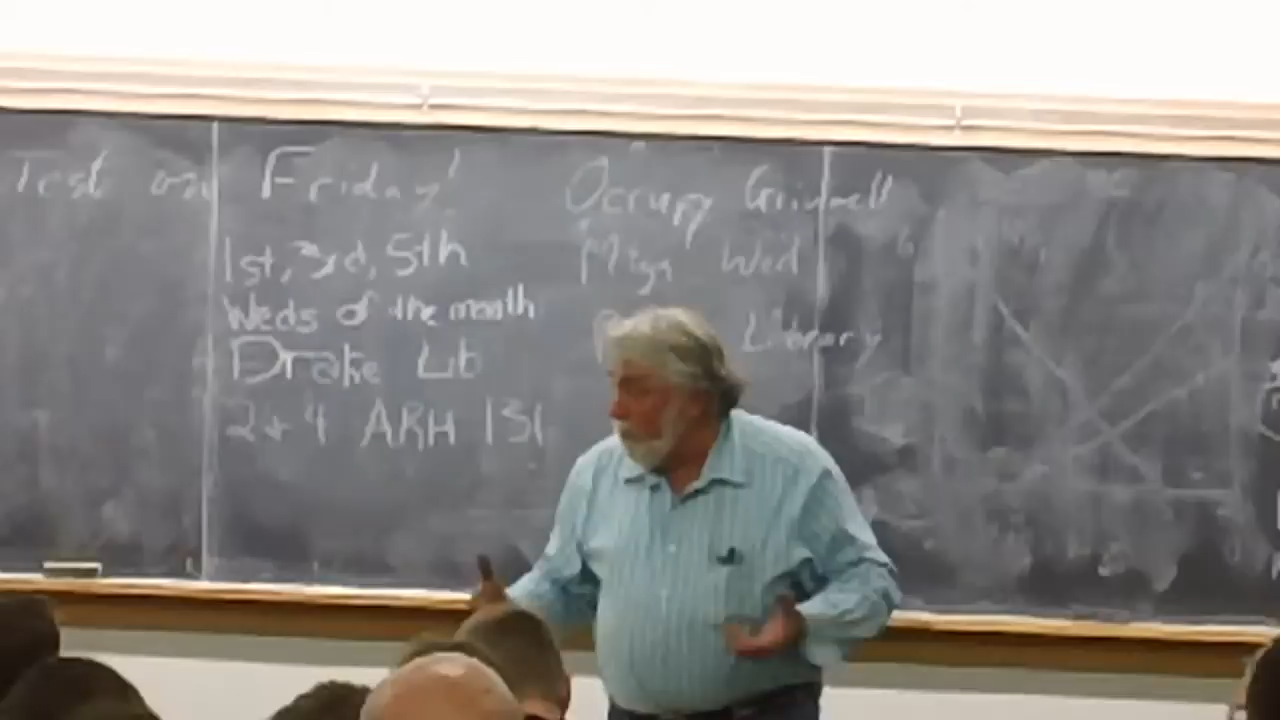 Test on Friday!
1st, 3rd, 5th
Weds of the month
Drake Lib
2+4 ARH 131
Occupy Grinnell
Wed
Library